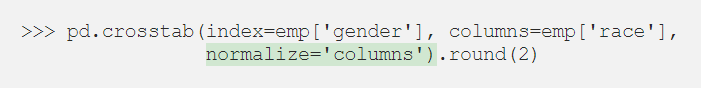 >>> pd.crosstab(index=emp['gender'], columns=emp['race'],
normalize='columns').round(2)